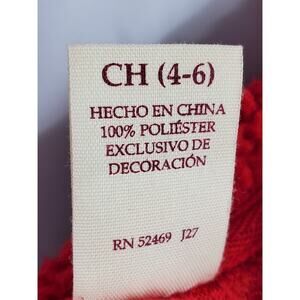 CH (4-6)
HECHO EN CHINA
100% POLIÉSTER
EXCLUSIVO DE
DECORACIÓN
RN 52469 J27